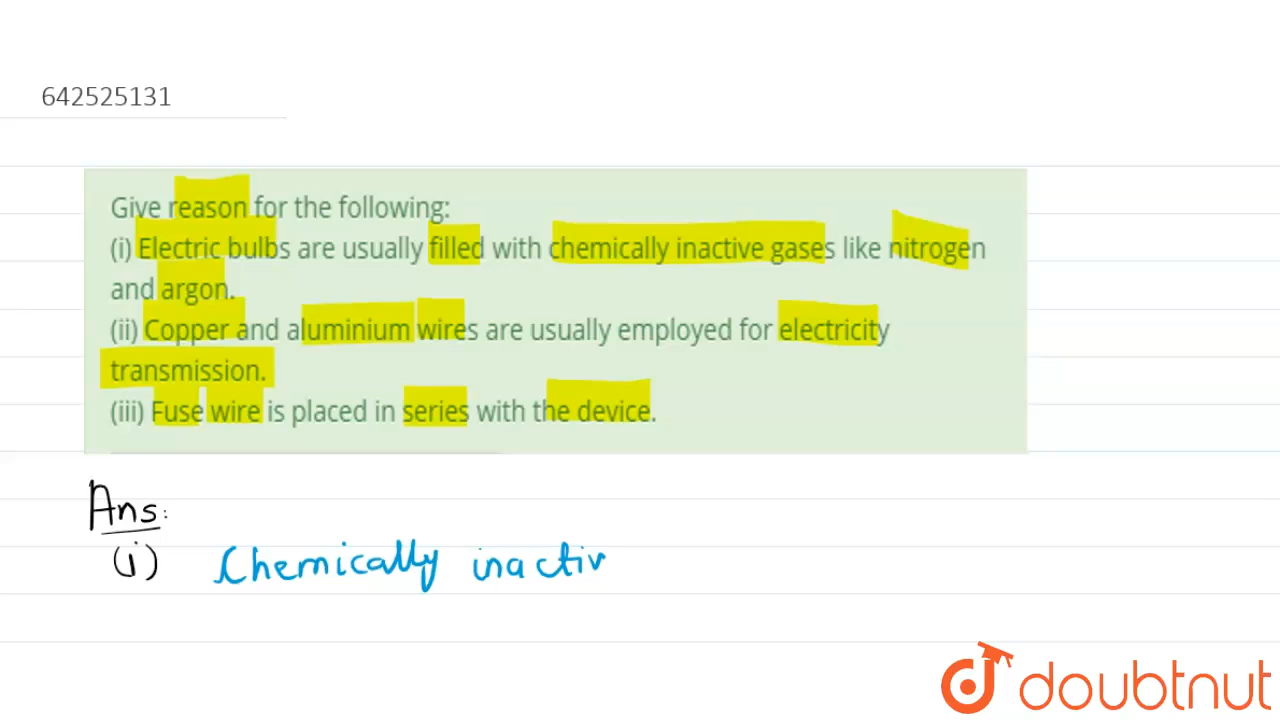 642525131
Give reason for the following:
(i) Electric bulbs are usually filled with chemically inactive gases like nitrogen
and argon.
(ii) Copper and aluminium wires are usually employed for electricity
transmission.
(iii) Fuse wire is placed in series with the device.
Ans:
(i) Chemically inactiv
doubtnut